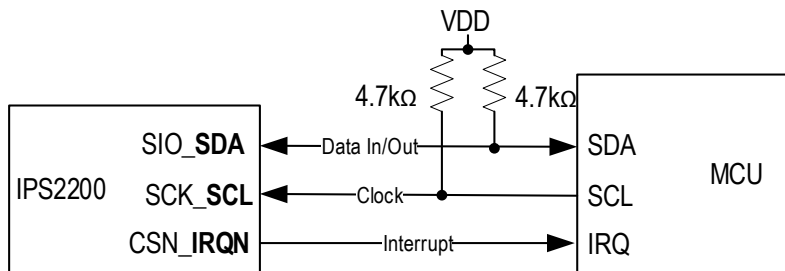 VDD
4.7kΩ 4.7kΩ
SIO_SDA Data In/Out SDA
IPS2200 MCU
SCK_SCL Clock SCL
CSN_IRQN Interrupt IRQ